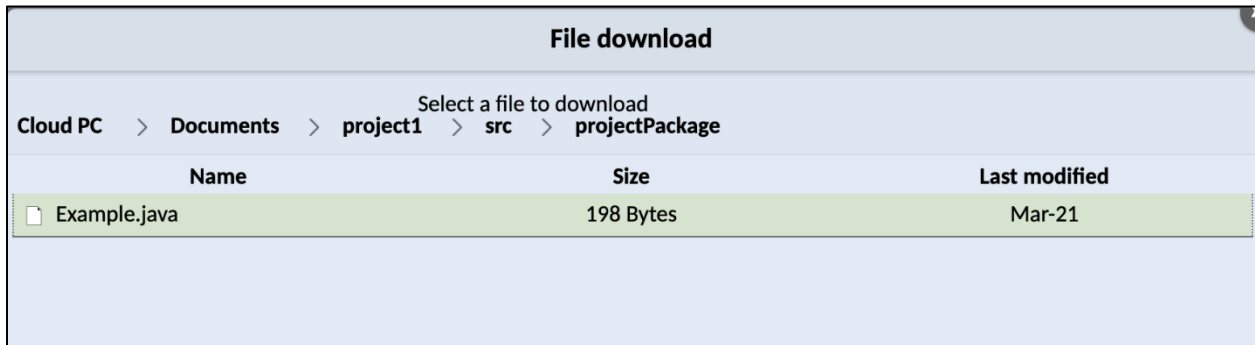 File download
Select a file to download
Cloud PC > Documents > project1 > src > projectPackage
Name Size Last modified
Example.java 198 Bytes Mar-21